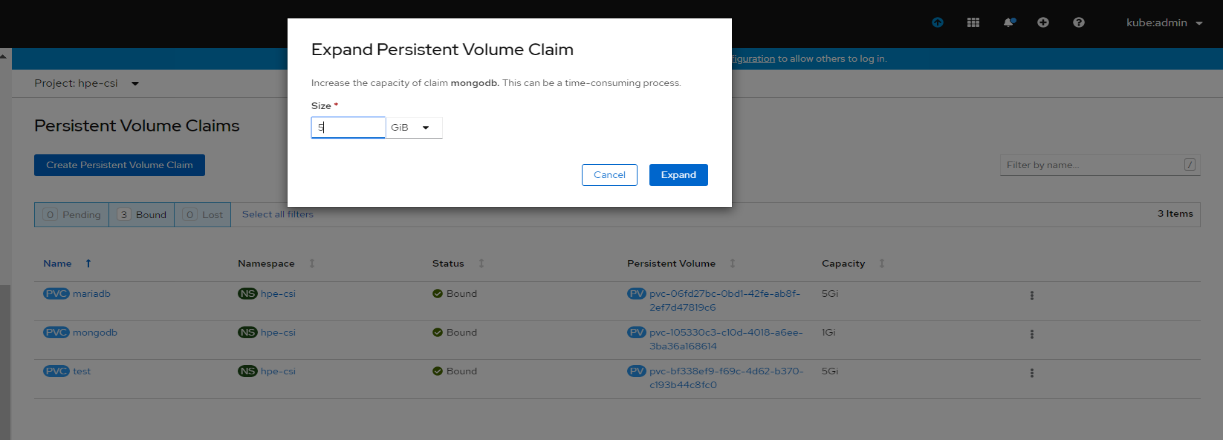 kube:admin
figuration to allow others to log in.
Project: hpe-csi
Persistent Volume Claims
Create Persistent Volume Claim
Filter by name...
/
0 Pending 3 Bound 0 Lost Select all filters
3 Items
Expand Persistent Volume Claim
Increase the capacity of claim mongodb. This can be a time-consuming process.
Size *
5 GiB
Cancel Expand
Name Namespace Status Persistent Volume Capacity
PVC mariadb NS hpe-csi Bound PV pvc-06fd27bc-0bd1-42fe-ab8f- 5Gi
2ef7d47819c6
PVC mongodb NS hpe-csi Bound PV pvc-105330c3-c10d-4018-a6ee- 1Gi
3ba36a168614
PVC test NS hpe-csi Bound PV pvc-bf338ef9-f69c-4d62-b370- 5Gi
c193b44c8fc0